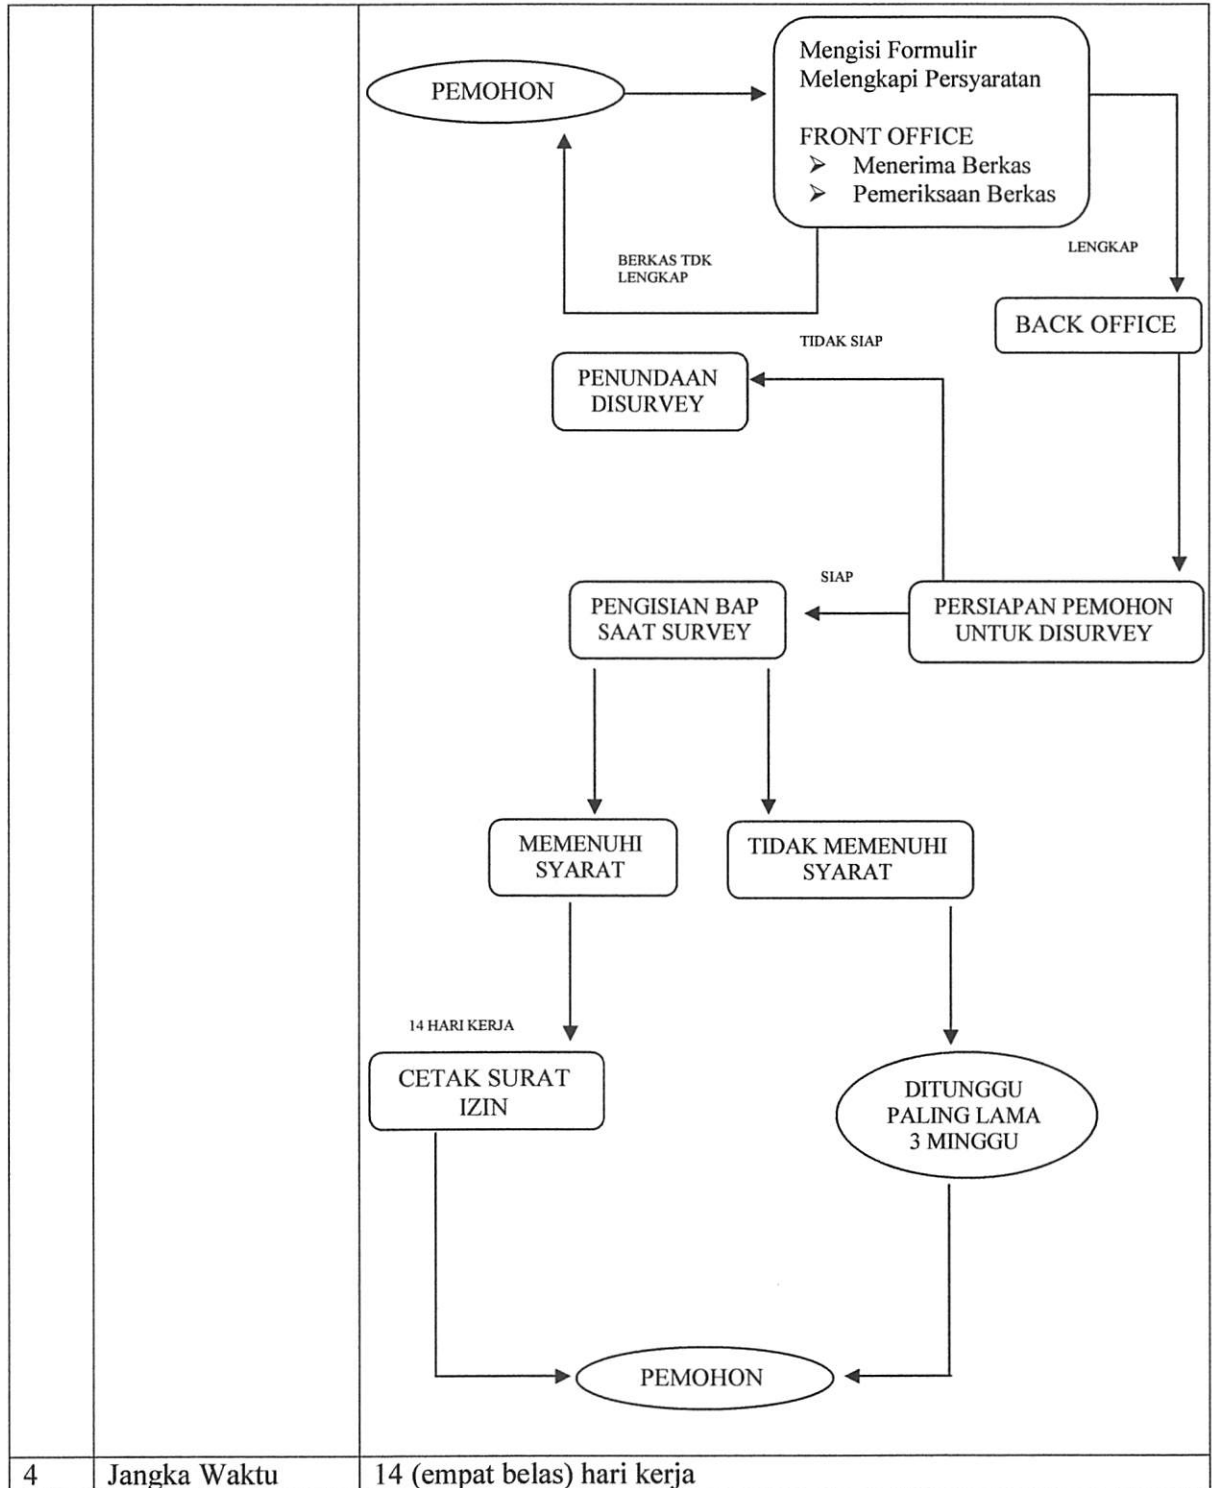 PEMOHON
Mengisi Formulir
Melengkapi Persyaratan
FRONT OFFICE
➢ Menerima Berkas
➢ Pemeriksaan Berkas
BERKAS TDK
LENGKAP
LENGKAP
BACK OFFICE
TIDAK SIAP
PENUNDAAN
DISURVEY
SIAP
PENGISIAN BAP
SAAT SURVEY
PERSIAPAN PEMOHON
UNTUK DISURVEY
MEMENUHI
SYARAT
TIDAK MEMENUHI
SYARAT
14 HARI KERJA
CETAK SURAT
IZIN
DITUNGGU
PALING LAMA
3 MINGGU
PEMOHON
4 Jangka Waktu 14 (empat belas) hari kerja